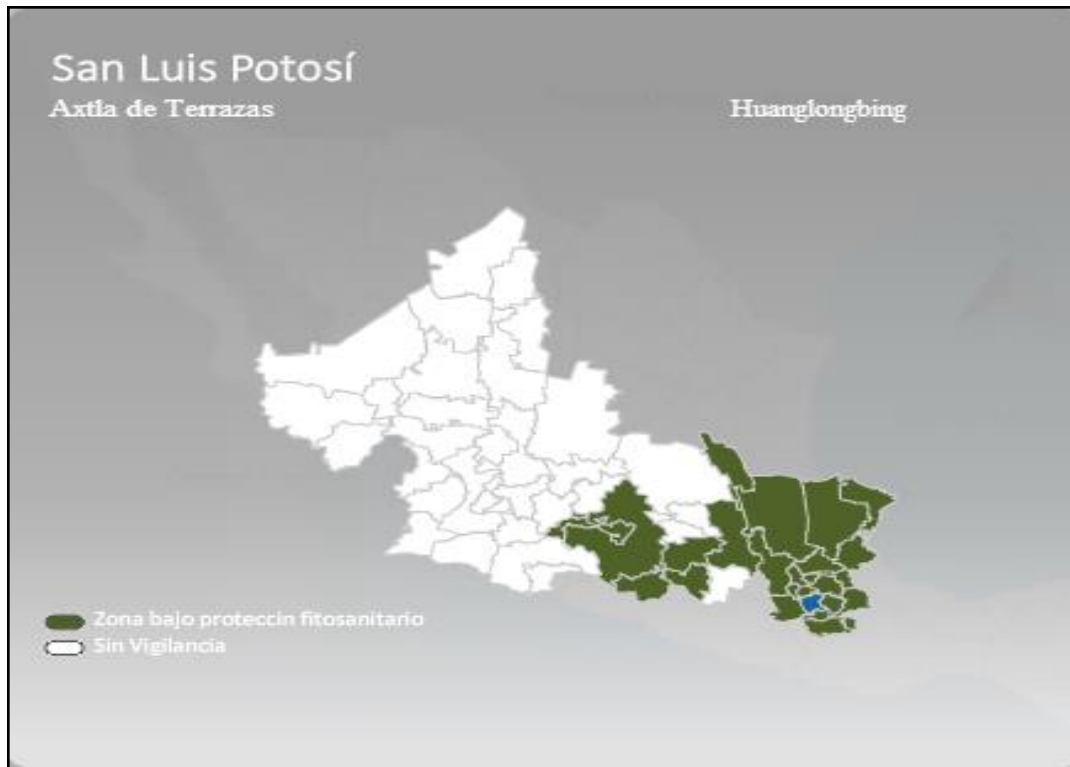 San Luis Potosí
Axtla de Terrazas
Huanglongbing
Zona bajo proteccin fitosanitario
Sin Vigilancia